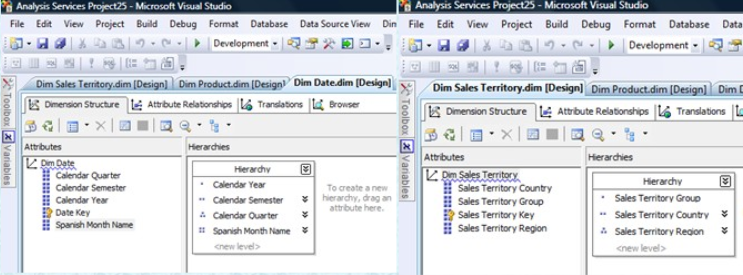 Analysis Services Project25 - Microsoft Visual Studio
File Edit View Project Build Debug Format Database Data Source View
Development
Dim Sales Territory.dim [Design] Dim Product.dim [Design] Dim Date.dim [Design]
Dimension Structure Attribute Relationships Translations Browser
Toolbox
Variables
Attributes
Dim Date
Calendar Quarter
Calendar Semester
Calendar Year
Date Key
Spanish Month Name
Hierarchies
Hierarchy
Calendar Year
Calendar Semester
Calendar Quarter
Spanish Month Name
<new level>
To create a new
hierarchy, drag an
attribute here.
Analysis Services Project25 - Microsoft Visual Studio
File Edit View Project Build Debug Format Database
Development
Dim Sales Territory.dim [Design] Dim Product.dim [Design]
Dimension Structure Attribute Relationships Translations
Toolbox
Variables
Attributes
Dim Sales Territory
Sales Territory Country
Sales Territory Group
Sales Territory Key
Sales Territory Region
Hierarchies
Hierarchy
Sales Territory Group
Sales Territory Country
Sales Territory Region
<new level>